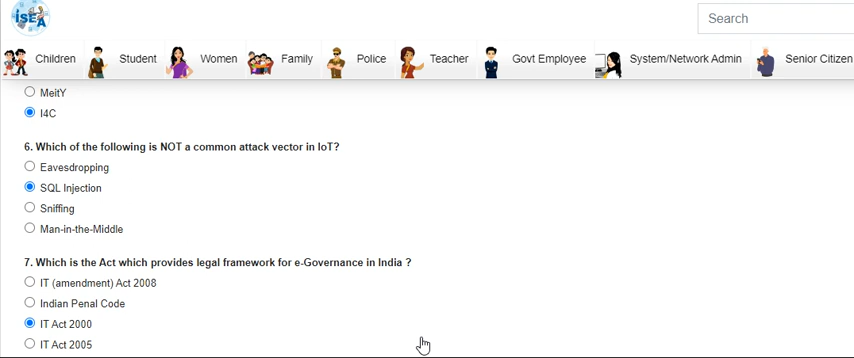 ISEA
Search
Children Student Women Family Police Teacher Govt Employee System/Network Admin Senior Citizen
MeitY
I4C
6. Which of the following is NOT a common attack vector in IoT?
Eavesdropping
SQL Injection
Sniffing
Man-in-the-Middle
7. Which is the Act which provides legal framework for e-Governance in India ?
IT (amendment) Act 2008
Indian Penal Code
IT Act 2000
IT Act 2005